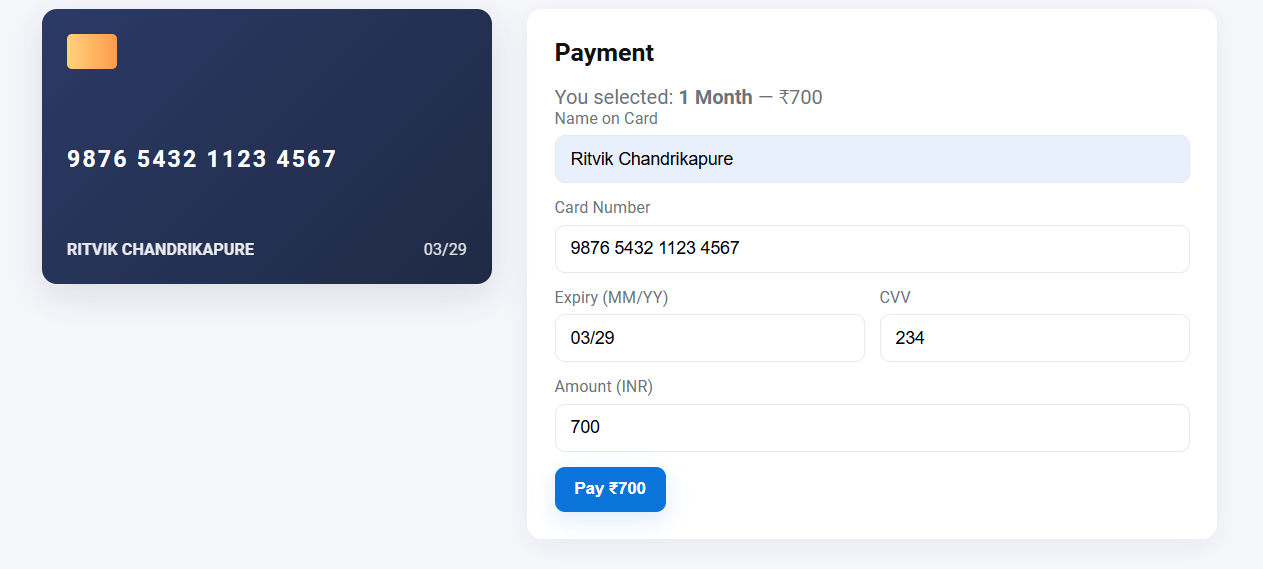 9876 5432 1123 4567
RITVIK CHANDRIKAPURE 03/29
Payment
You selected: 1 Month — ₹700
Name on Card
Ritvik Chandrikapure
Card Number
9876 5432 1123 4567
Expiry (MM/YY) CVV
03/29 234
Amount (INR)
700
Pay ₹700